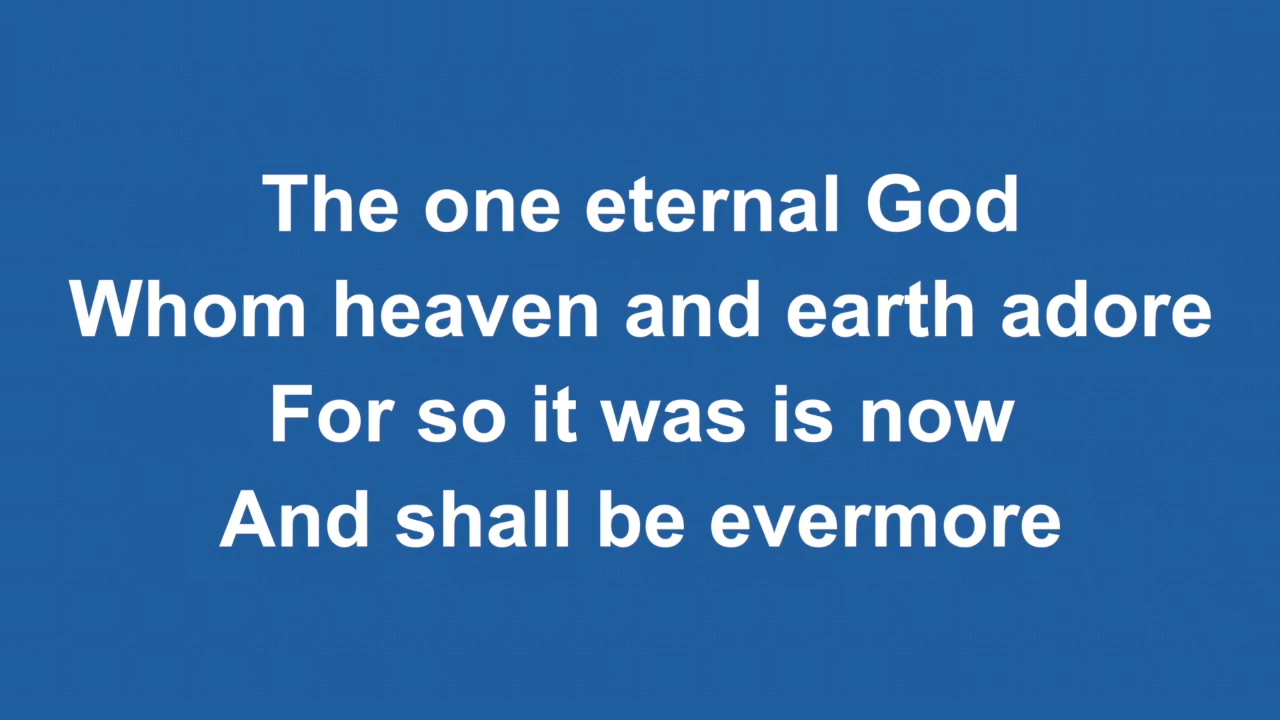 The one eternal God
Whom heaven and earth adore
For so it was is now
And shall be evermore